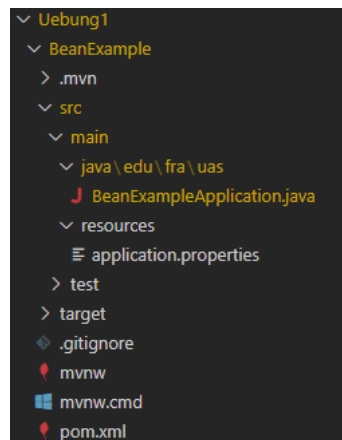 Uebung1
BeanExample
.mvn
src
main
java\edu\fra\uas
J BeanExampleApplication.java
resources
application.properties
test
target
.gitignore
mvnw
mvnw.cmd
pom.xml